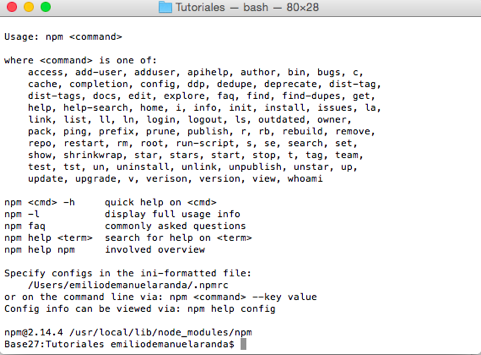 Tutoriales — bash — 80×28
Usage: npm <command>
where <command> is one of:
access, add-user, adduser, apihelp, author, bin, bugs, c,
cache, completion, config, ddp, dedupe, deprecate, dist-tag,
dist-tags, docs, edit, explore, faq, find, find-dupes, get,
help, help-search, home, i, info, init, install, issues, la,
link, list, ll, ln, login, logout, ls, outdated, owner,
pack, ping, prefix, prune, publish, r, rb, rebuild, remove,
repo, restart, rm, root, run-script, s, se, search, set,
show, shrinkwrap, star, stars, start, stop, t, tag, team,
test, tst, un, uninstall, unlink, unpublish, unstar, up,
update, upgrade, v, verison, version, view, whoami
npm <cmd> -h     quick help on <cmd>
npm -l           display full usage info
npm faq          commonly asked questions
npm help <term>  search for help on <term>
npm help npm     involved overview
Specify configs in the ini-formatted file:
/Users/emiliodemanuelaranda/.npmrc
or on the command line via: npm <command> --key value
Config info can be viewed via: npm help config
npm@2.14.4 /usr/local/lib/node_modules/npm
Base27:Tutoriales emiliodemanuelaranda$